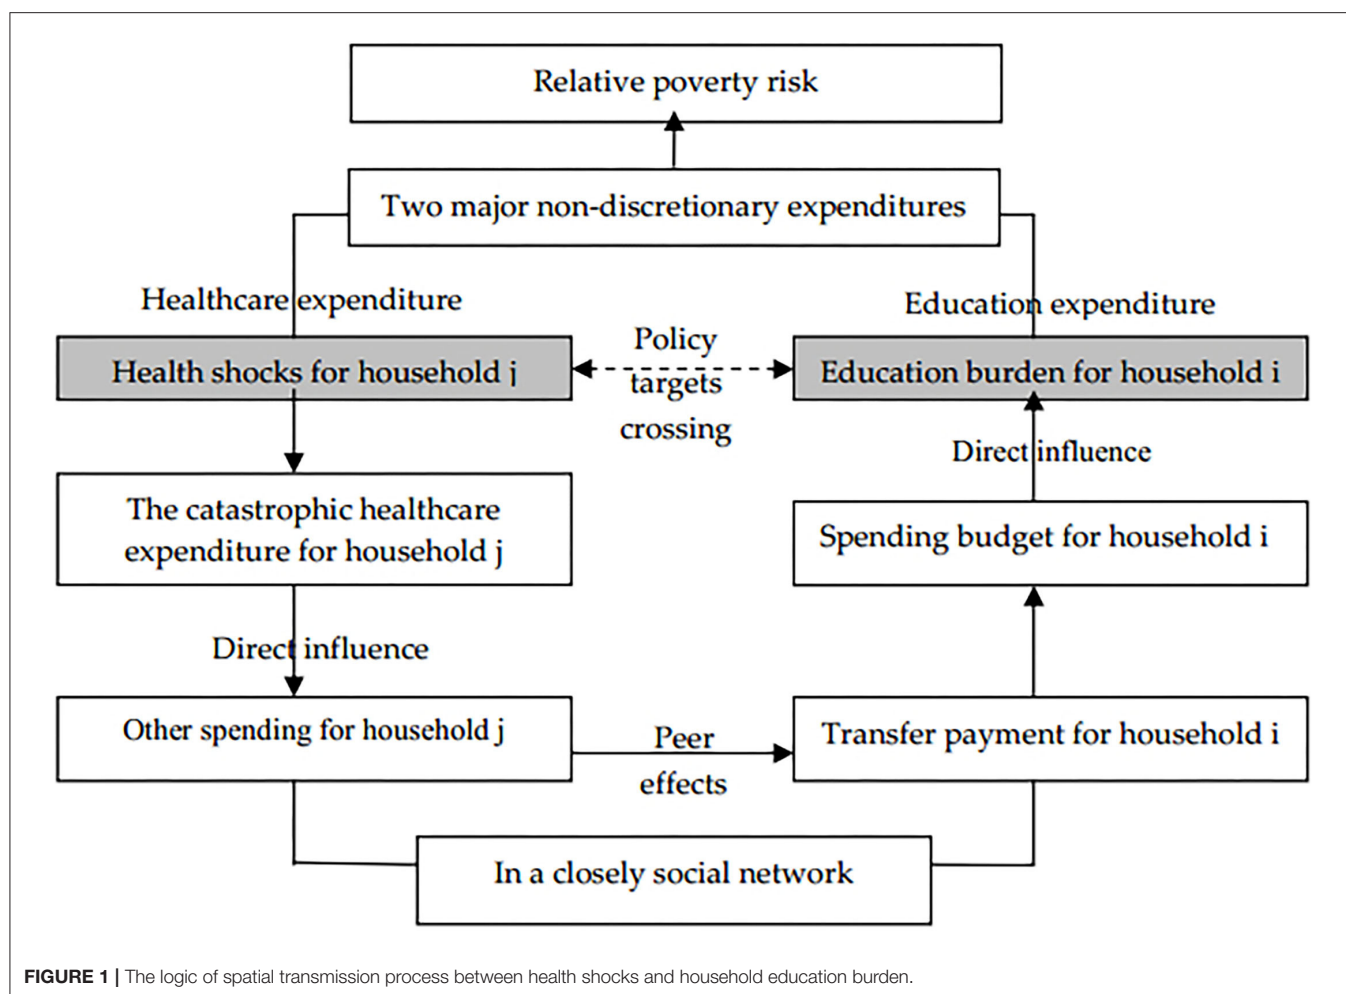 Relative poverty risk
Two major non-discretionary expenditures
Healthcare expenditure
Education expenditure
Health shocks for household j
Policy
targets
crossing
Education burden for household i
Direct influence
The catastrophic healthcare
expenditure for household j
Spending budget for household i
Direct influence
Other spending for household j
Peer
effects
Transfer payment for household i
In a closely social network
FIGURE 1 | The logic of spatial transmission process between health shocks and household education burden.